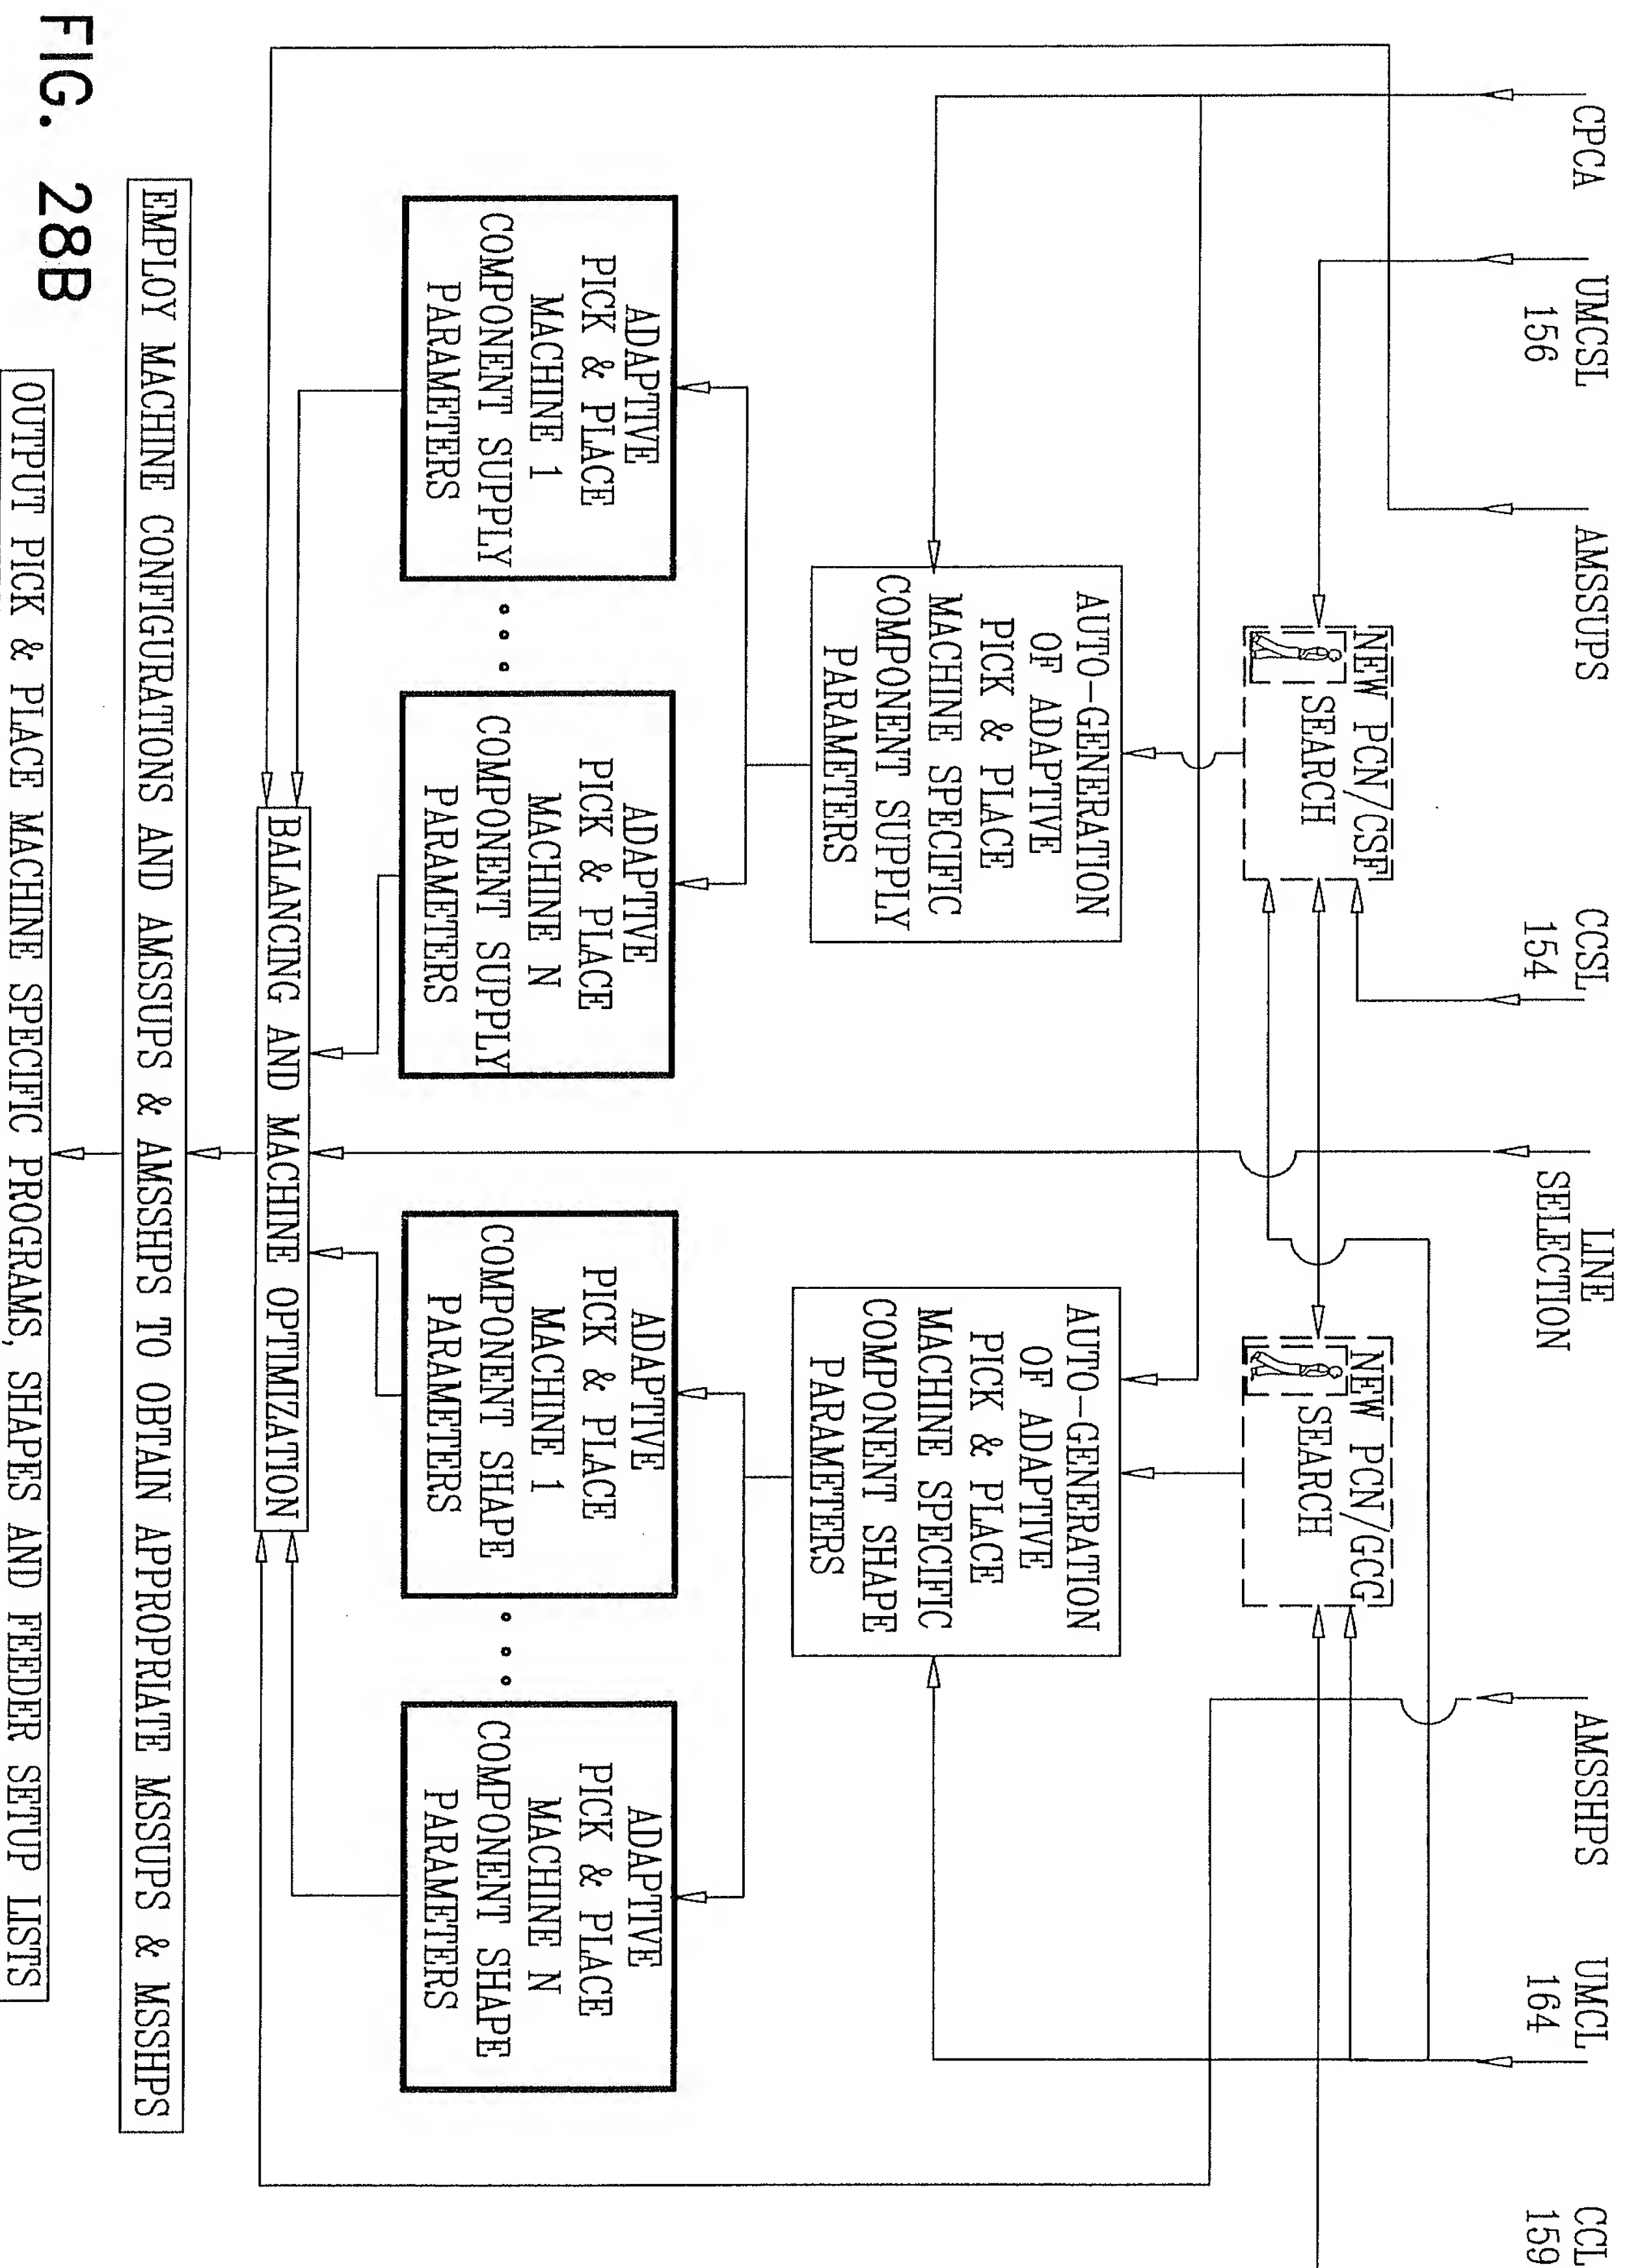 CPCA
UMCSL
156
AMSSUPS
CCSL
154
LINE
SELECTION
AMSSHPS
UMCL
164
CCL
159
NEW PCN/CSF
SEARCH
NEW PCN/GCG
SEARCH
AUTO-GENERATION
OF ADAPTIVE
PICK & PLACE
MACHINE SPECIFIC
COMPONENT SUPPLY
PARAMETERS
AUTO-GENERATION
OF ADAPTIVE
PICK & PLACE
MACHINE SPECIFIC
COMPONENT SHAPE
PARAMETERS
ADAPTIVE
PICK & PLACE
MACHINE 1
COMPONENT SUPPLY
PARAMETERS
ADAPTIVE
PICK & PLACE
MACHINE N
COMPONENT SUPPLY
PARAMETERS
ADAPTIVE
PICK & PLACE
MACHINE 1
COMPONENT SHAPE
PARAMETERS
ADAPTIVE
PICK & PLACE
MACHINE N
COMPONENT SHAPE
PARAMETERS
BALANCING AND MACHINE OPTIMIZATION
EMPLOY MACHINE CONFIGURATIONS AND AMSSUPS & AMSSHPS TO OBTAIN APPROPRIATE MSSUPS & MSSHPS
OUTPUT PICK & PLACE MACHINE SPECIFIC PROGRAMS, SHAPES AND FEEDER SETUP LISTS
FIG. 28B